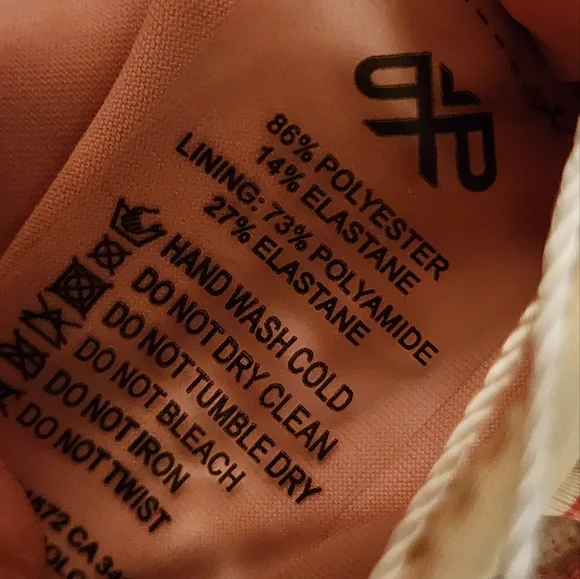 86% POLYESTER
14% ELASTANE
LINING: 73% POLYAMIDE
27% ELASTANE
HAND WASH COLD
DO NOT DRY CLEAN
DO NOT TUMBLE DRY
DO NOT BLEACH
DO NOT IRON
DO NOT TWIST
CA